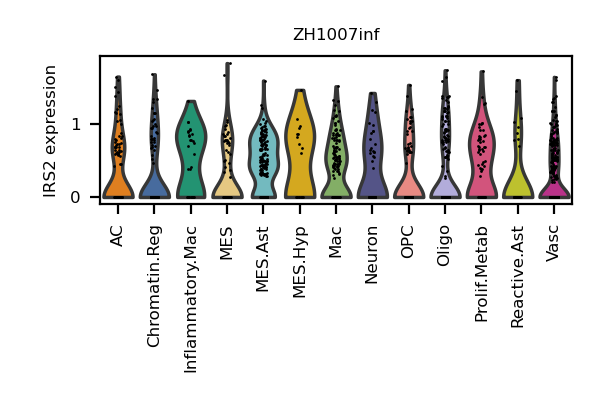 ZH1007inf
IRS2 expression
1
0
AC
Chromatin.Reg
Inflammatory.Mac
MES
MES.Ast
MES.Hyp
Mac
Neuron
OPC
Oligo
Prolif.Metab
Reactive.Ast
Vasc